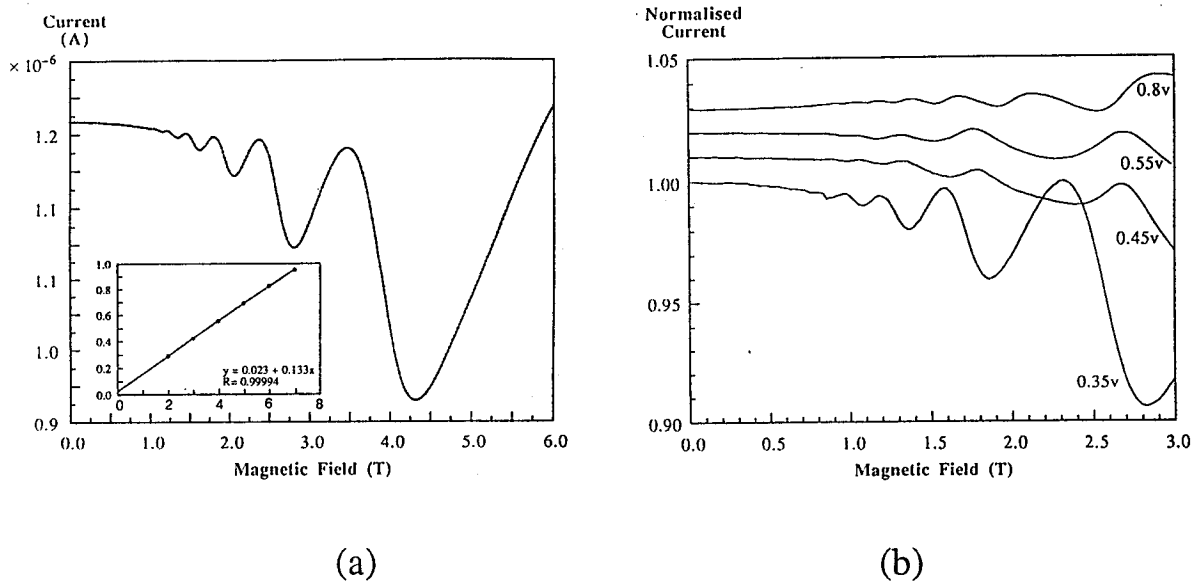 Current
(A)
× 10⁻⁶
1.2
1.1
1.1
1.0
0.9
0.0 1.0 2.0 3.0 4.0 5.0 6.0
Magnetic Field (T)
1.0
0.8
0.6
0.4
0.2
0.0
0 2 4 6 8
y = 0.023 + 0.133x
R= 0.99994
(a)
Normalised
Current
1.05
1.00
0.95
0.90
0.0 0.5 1.0 1.5 2.0 2.5 3.0
Magnetic Field (T)
0.8v
0.55v
0.45v
0.35v
(b)